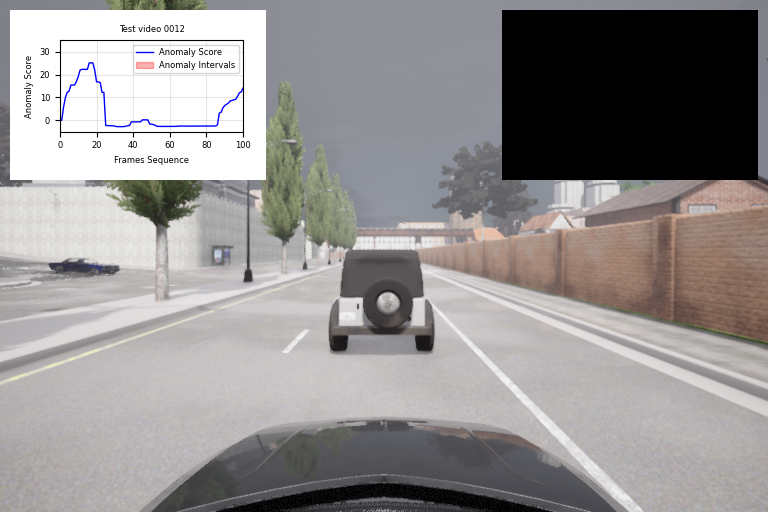 Test video 0012
Anomaly Score
Anomaly Intervals
Anomaly Score
30
20
10
0
0 20 40 60 80 100
Frames Sequence